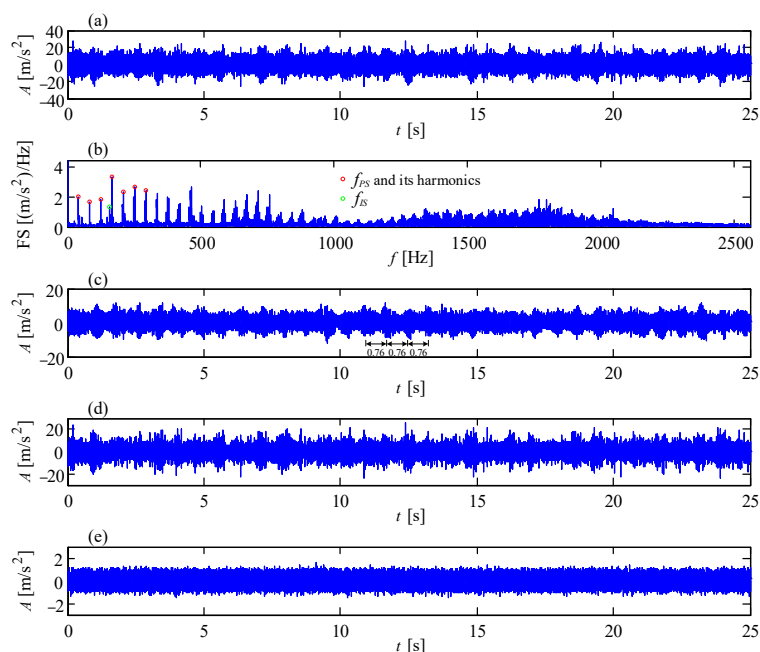 (a)
A [m/s²]
40
20
0
−20
−40
0 5 10 15 20 25
t [s]
(b)
FS [(m/s²)/Hz]
4
2
0
f_PS and its harmonics
f_IS
0 500 1000 1500 2000 2500
f [Hz]
(c)
A [m/s²]
20
0
−20
0.76 0.76 0.76
0 5 10 15 20 25
t [s]
(d)
A [m/s²]
20
0
−20
0 5 10 15 20 25
t [s]
(e)
A [m/s²]
2
0
−2
0 5 10 15 20 25
t [s]